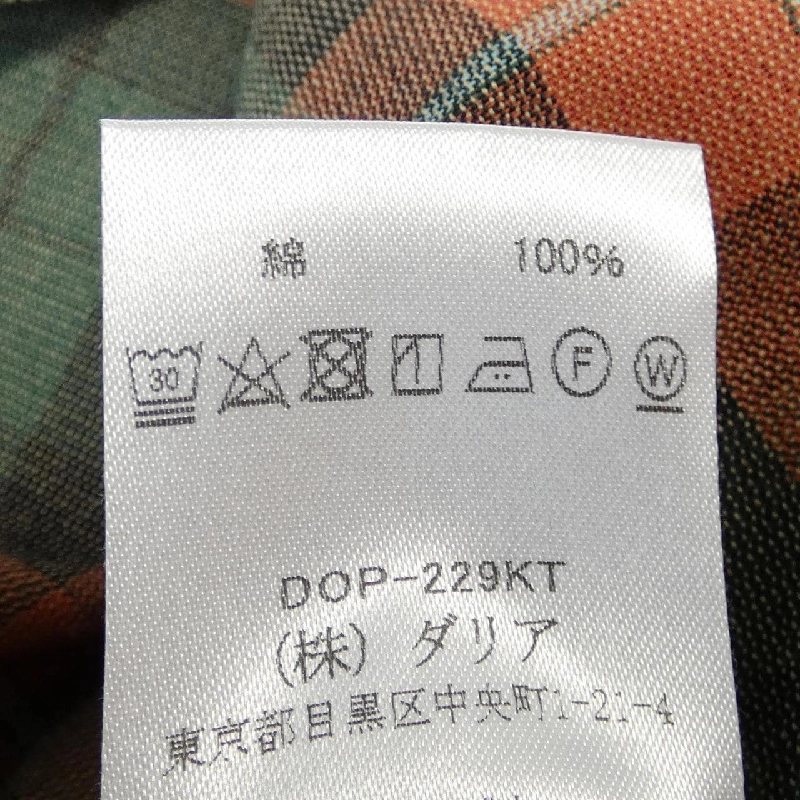 綿 100%
30 F W
DOP-229KT
(株) ダリア
東京都目黒区中央町1-21-4